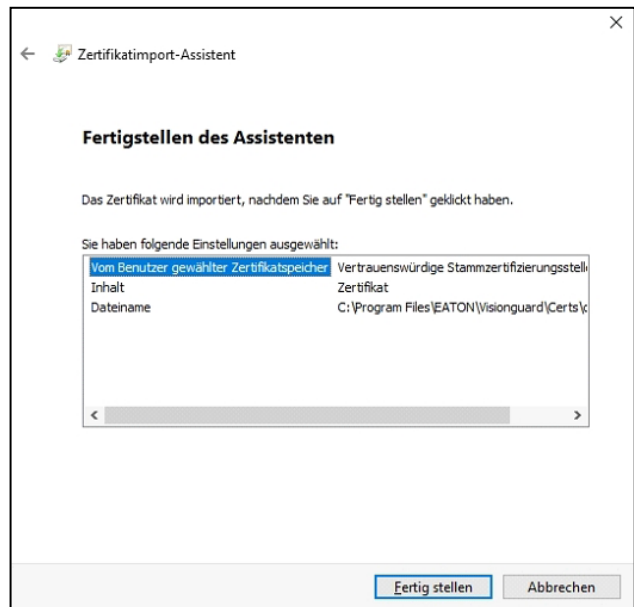 Zertifikatimport-Assistent
Fertigstellen des Assistenten
Das Zertifikat wird importiert, nachdem Sie auf "Fertig stellen" geklickt haben.
Sie haben folgende Einstellungen ausgewählt:
Vom Benutzer gewählter Zertifikatspeicher Vertrauenswürdige Stammzertifizierungsstell
Inhalt Zertifikat
Dateiname C:\Program Files\EATON\Visionguard\Certs\c
Fertig stellen Abbrechen